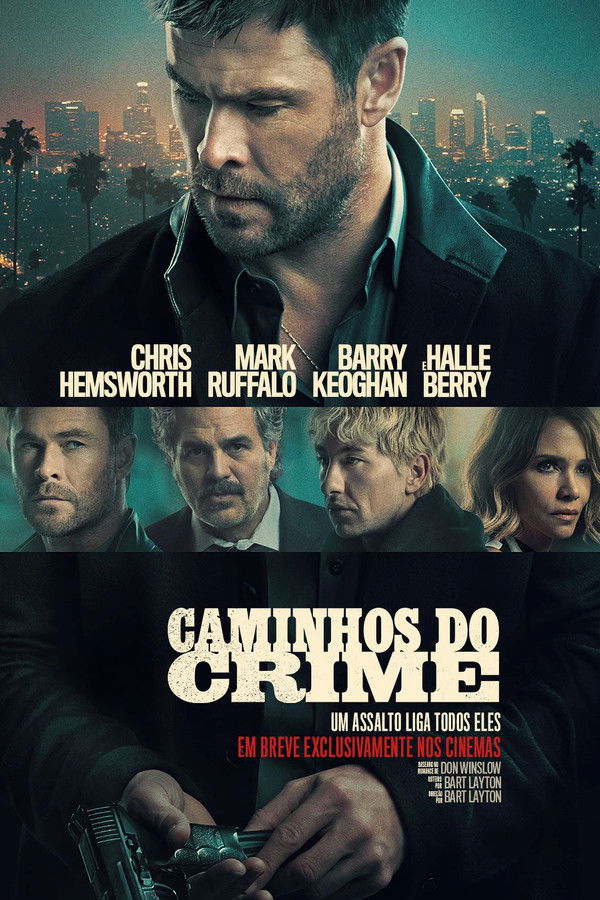 CHRIS HEMSWORTH
MARK RUFFALO
BARRY KEOGHAN
E HALLE BERRY
CAMINHOS DO
CRIME
UM ASSALTO LIGA TODOS ELES
EM BREVE EXCLUSIVAMENTE NOS CINEMAS
BASEADO NO ROMANCE DE DON WINSLOW
ROTEIRO POR BART LAYTON
DIREÇÃO POR BART LAYTON